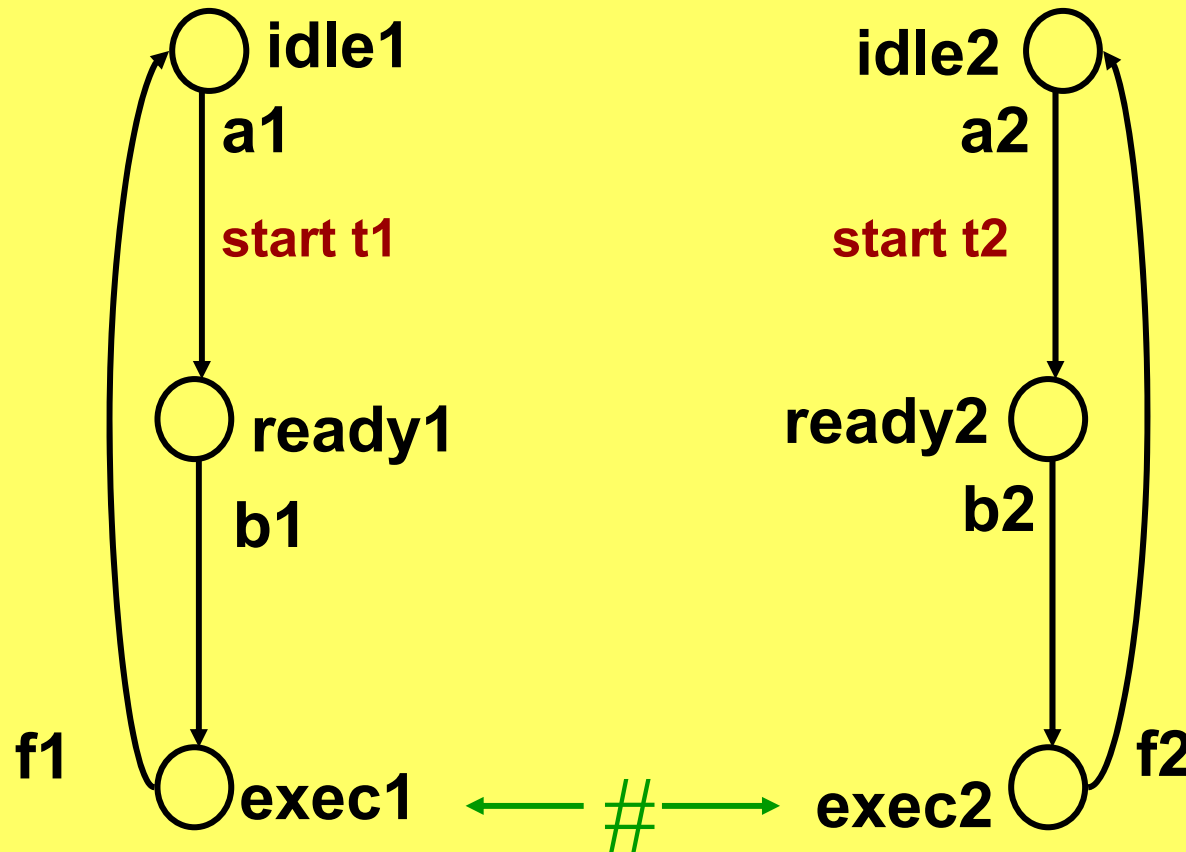 idle1
idle2
a1
a2
start t1
start t2
ready1
ready2
b1
b2
f1
f2
exec1
#
exec2